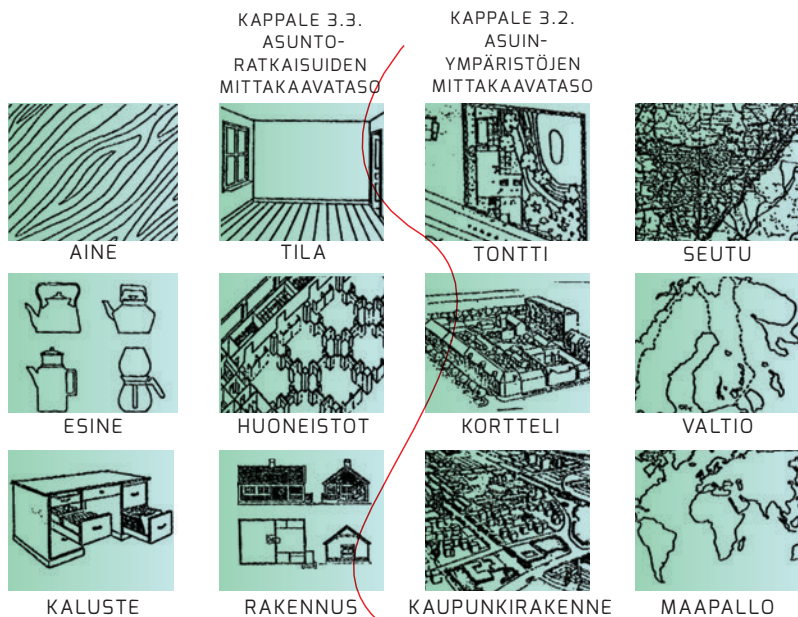 KAPPALE 3.3.
ASUNTO-
RATKAISUIDEN
MITTAKAAVATASO
KAPPALE 3.2.
ASUIN-
YMPÄRISTÖJEN
MITTAKAAVATASO
AINE
TILA
TONTTI
SEUTU
ESINE
HUONEISTOT
KORTTELI
VALTIO
KALUSTE
RAKENNUS
KAUPUNKIRAKENNE
MAAPALLO